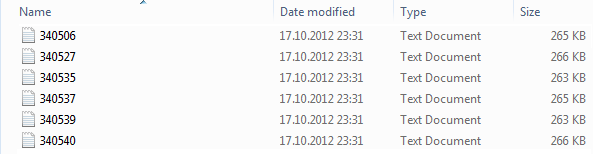 Name Date modified Type Size
340506 17.10.2012 23:31 Text Document 265 KB
340527 17.10.2012 23:31 Text Document 266 KB
340535 17.10.2012 23:31 Text Document 263 KB
340537 17.10.2012 23:31 Text Document 265 KB
340539 17.10.2012 23:31 Text Document 263 KB
340540 17.10.2012 23:31 Text Document 266 KB